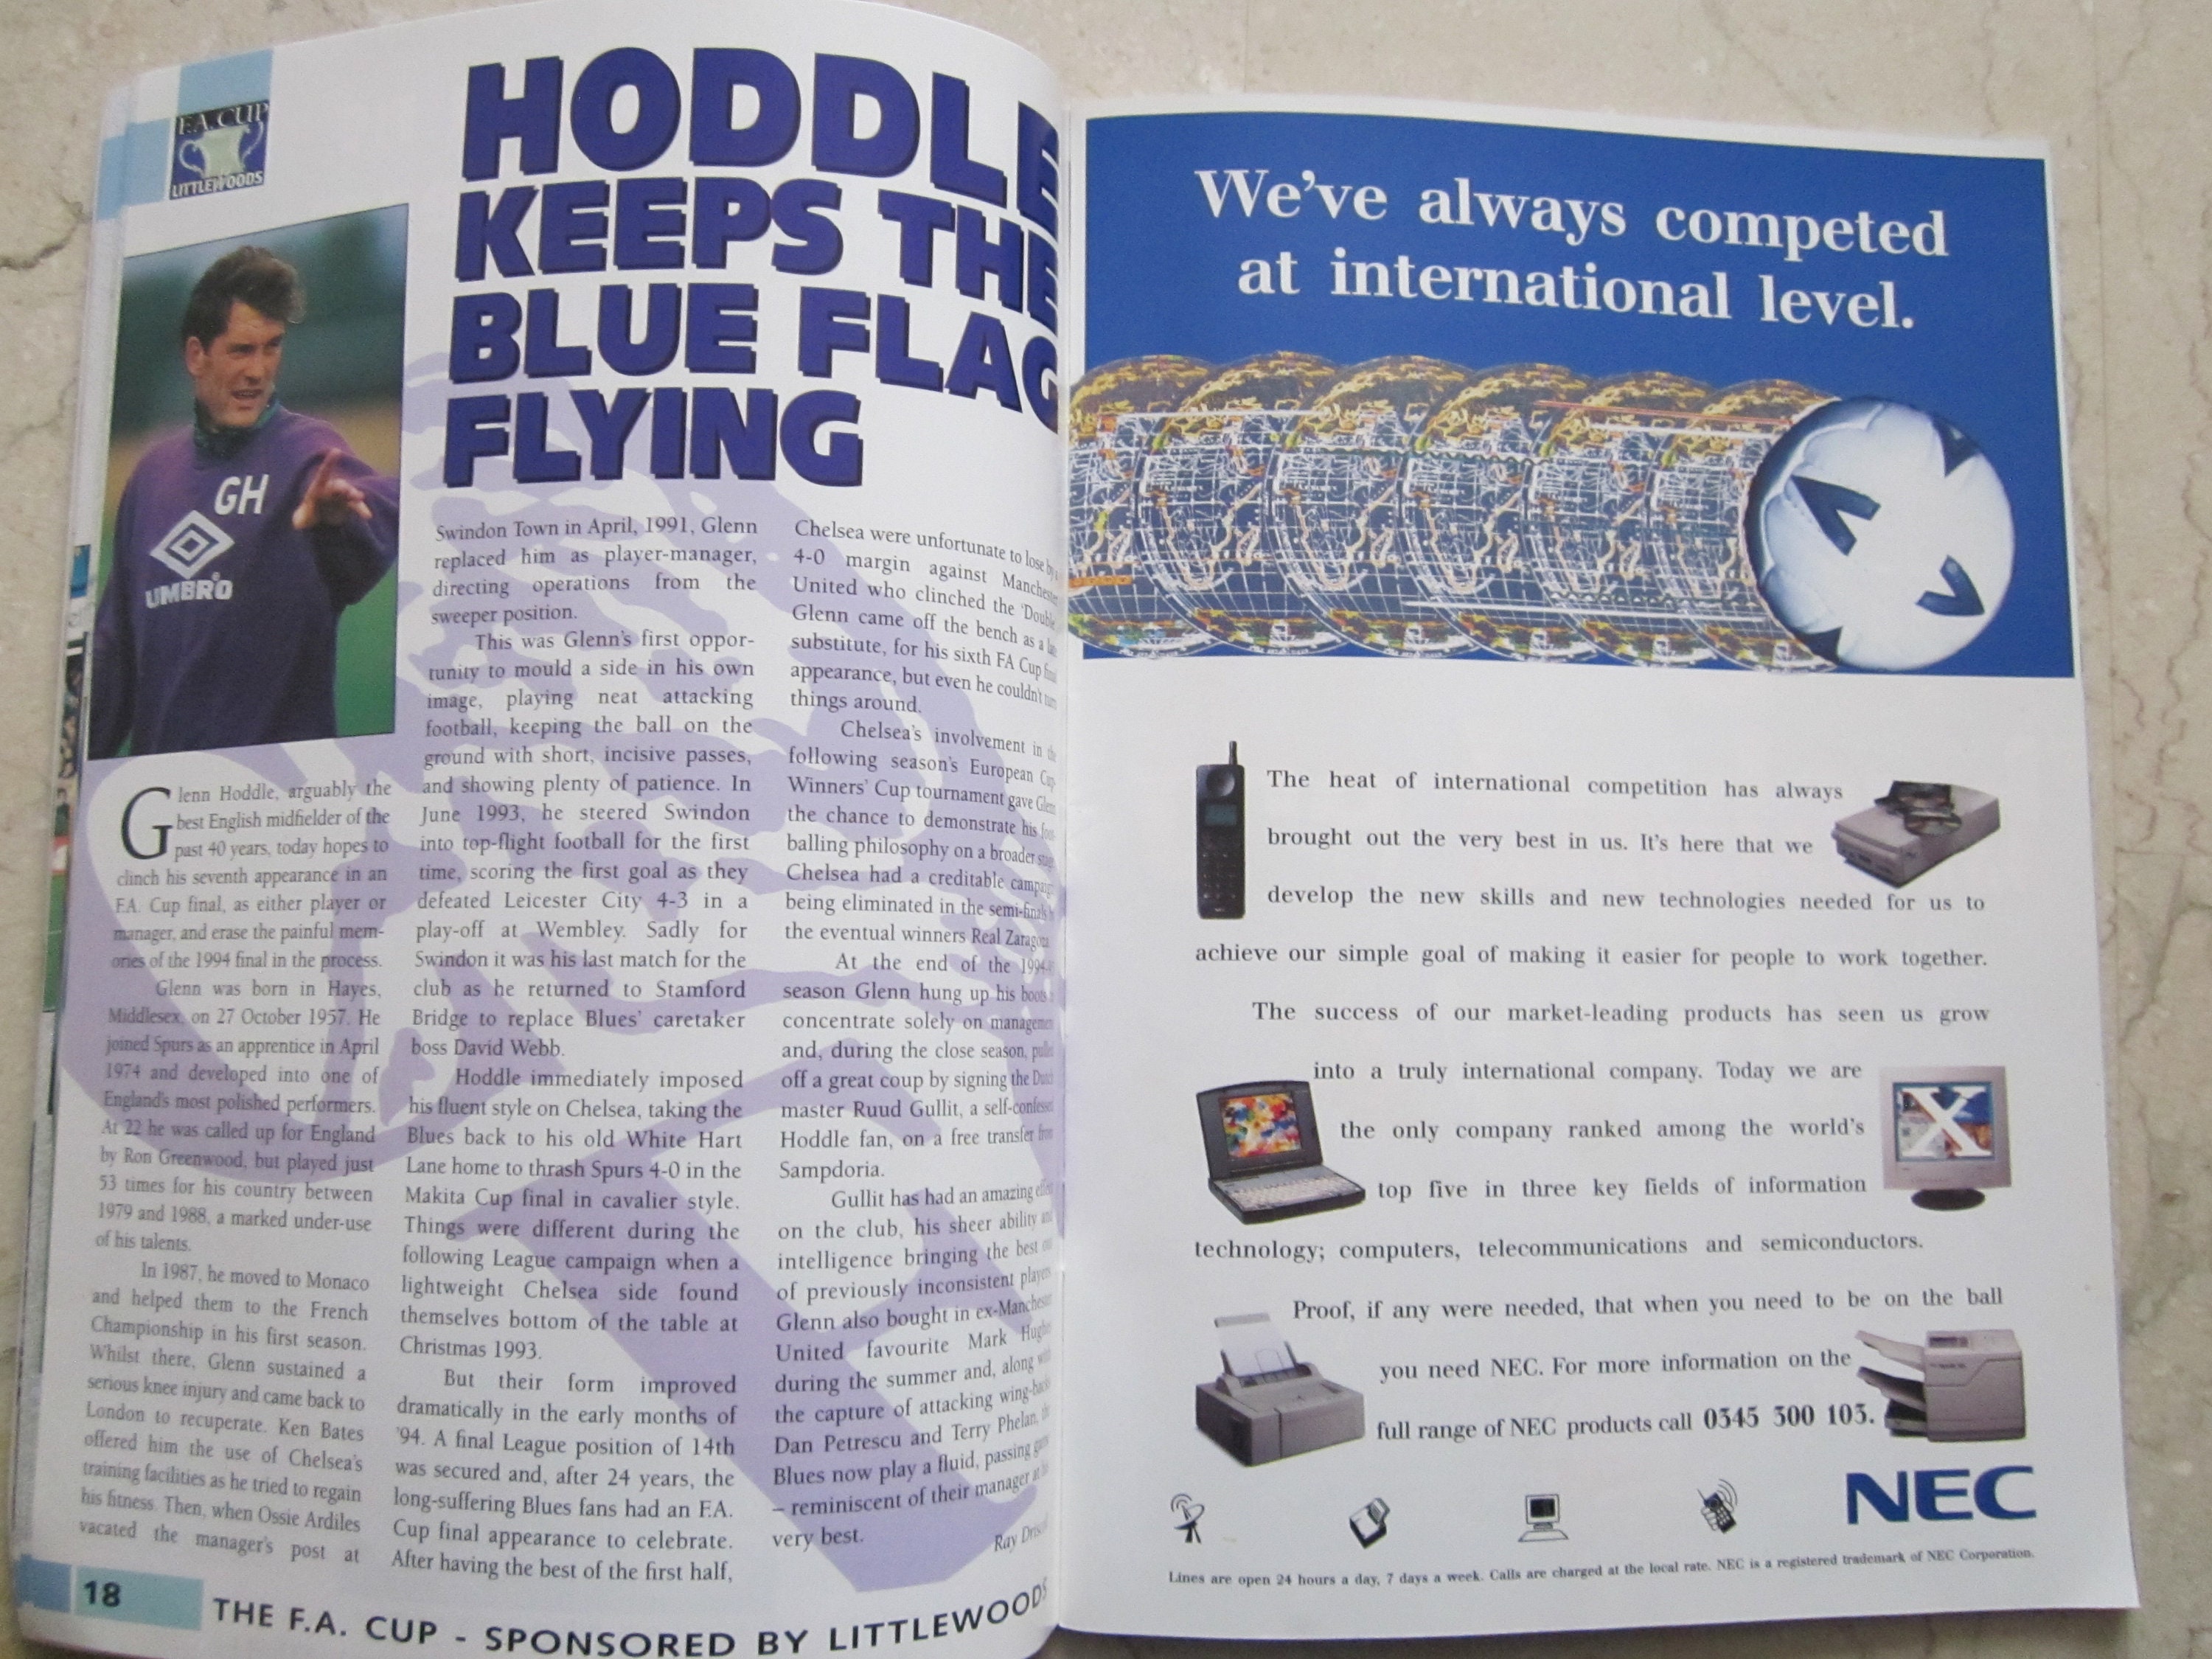 F.A. CUP
LITTLEWOODS
HODDLE
KEEPS THE
BLUE FLAG
FLYING
GH
UMBRO
Glenn Hoddle, arguably the
best English midfielder of the
past 40 years, today hopes to
clinch his seventh appearance in an
F.A. Cup final, as either player or
manager, and erase the painful mem-
ories of the 1994 final in the process.
Glenn was born in Hayes,
Middlesex, on 27 October 1957. He
joined Spurs as an apprentice in April
1974 and developed into one of
England's most polished performers.
At 22 he was called up for England
by Ron Greenwood, but played just
53 times for his country between
1979 and 1988, a marked under-use
of his talents.
In 1987, he moved to Monaco
and helped them to the French
Championship in his first season.
Whilst there, Glenn sustained a
serious knee injury and came back to
London to recuperate. Ken Bates
offered him the use of Chelsea's
training facilities as he tried to regain
his fitness. Then, when Ossie Ardiles
vacated the manager's post at
Swindon Town in April, 1991, Glenn
replaced him as player-manager,
directing operations from the
sweeper position.
This was Glenn's first oppor-
tunity to mould a side in his own
image, playing neat attacking
football, keeping the ball on the
ground with short, incisive passes,
and showing plenty of patience. In
June 1993, he steered Swindon
into top-flight football for the first
time, scoring the first goal as they
defeated Leicester City 4-3 in a
play-off at Wembley. Sadly for
Swindon it was his last match for the
club as he returned to Stamford
Bridge to replace Blues' caretaker
boss David Webb.
Hoddle immediately imposed
his fluent style on Chelsea, taking the
Blues back to his old White Hart
Lane home to thrash Spurs 4-0 in the
Makita Cup final in cavalier style.
Things were different during the
following League campaign when a
lightweight Chelsea side found
themselves bottom of the table at
Christmas 1993.
But their form improved
dramatically in the early months of
'94. A final League position of 14th
was secured and, after 24 years, the
long-suffering Blues fans had an F.A.
Cup final appearance to celebrate.
After having the best of the first half,
Chelsea were unfortunate to lose by a
4-0 margin against Manchester
United who clinched the 'Double
Glenn came off the bench as a
substitute, for his sixth FA Cup final
appearance, but even he couldn't turn
things around.
Chelsea's involvement in the
following season's European Cup
Winners' Cup tournament gave Glenn
the chance to demonstrate his foot-
balling philosophy on a broader stage
Chelsea had a creditable campaign
being eliminated in the semi-finals by
the eventual winners Real Zaragoza
At the end of the 1994-
season Glenn hung up his boots
concentrate solely on management
and, during the close season, pulled
off a great coup by signing the Dutch
master Ruud Gullit, a self-confessed
Hoddle fan, on a free transfer from
Sampdoria.
Gullit has had an amazing effect
on the club, his sheer ability and
intelligence bringing the best out
of previously inconsistent players
Glenn also bought in ex-Manchester
United favourite Mark Hughes
during the summer and, along with
the capture of attacking wing-backs
Dan Petrescu and Terry Phelan, the
Blues now play a fluid, passing game
– reminiscent of their manager at his
very best.
Ray
18
THE F.A. CUP - SPONSORED BY LITTLEWOODS
We've always competed
at international level.
The heat of international competition has always
brought out the very best in us. It's here that we
develop the new skills and new technologies needed for us to
achieve our simple goal of making it easier for people to work together.
The success of our market-leading products has seen us grow
into a truly international company. Today we are
the only company ranked among the world's
top five in three key fields of information
technology; computers, telecommunications and semiconductors.
Proof, if any were needed, that when you need to be on the ball
you need NEC. For more information on the
full range of NEC products call 0345 300 103.
X
NEC
Lines are open 24 hours a day, 7 days a week. Calls are charged at the local rate. NEC is a registered trademark of NEC Corporation.